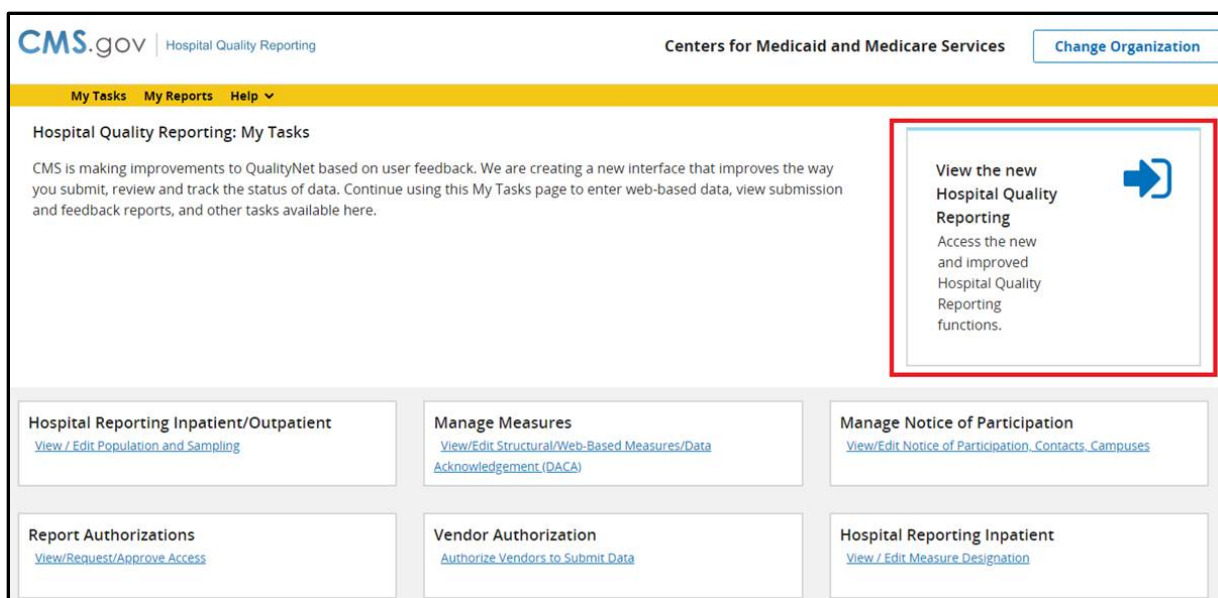 CMS.gov | Hospital Quality Reporting
Centers for Medicaid and Medicare Services
Change Organization
My Tasks My Reports Help
Hospital Quality Reporting: My Tasks
CMS is making improvements to QualityNet based on user feedback. We are creating a new interface that improves the way
you submit, review and track the status of data. Continue using this My Tasks page to enter web-based data, view submission
and feedback reports, and other tasks available here.
View the new
Hospital Quality
Reporting
Access the new
and improved
Hospital Quality
Reporting
functions.
Hospital Reporting Inpatient/Outpatient
View / Edit Population and Sampling
Manage Measures
View/Edit Structural/Web-Based Measures/Data
Acknowledgement (DACA)
Manage Notice of Participation
View/Edit Notice of Participation, Contacts, Campuses
Report Authorizations
View/Request/Approve Access
Vendor Authorization
Authorize Vendors to Submit Data
Hospital Reporting Inpatient
View / Edit Measure Designation